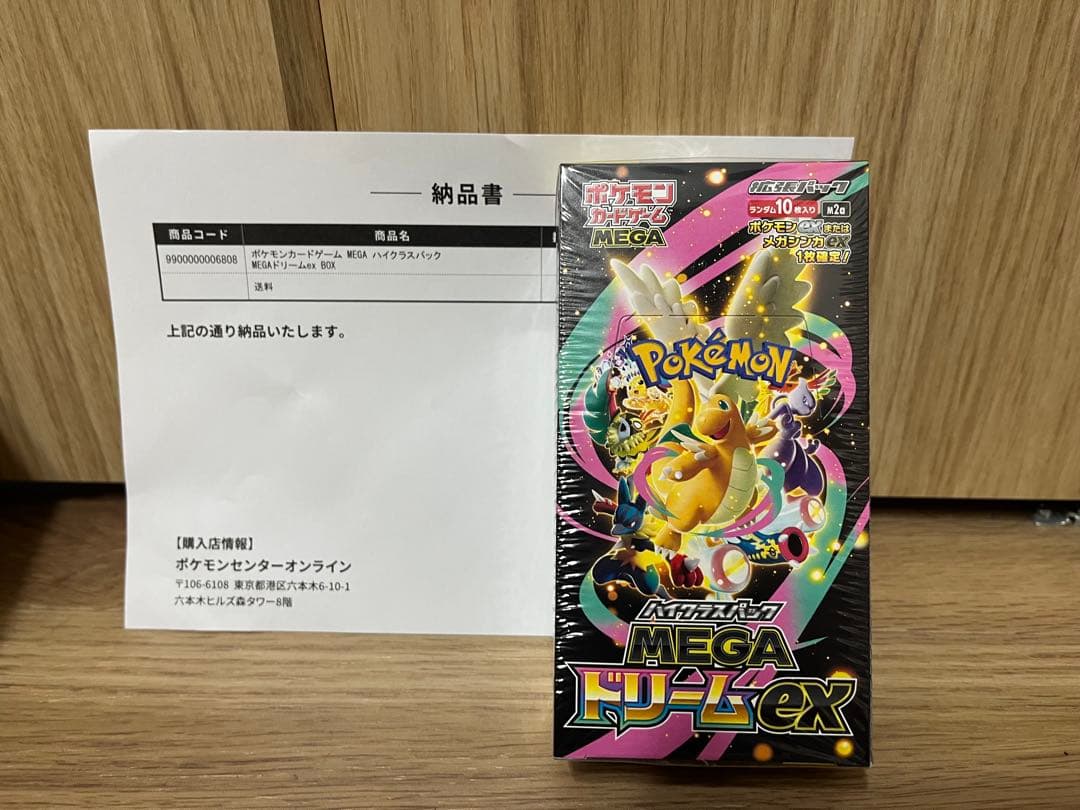 納品書
商品コード 商品名
9900000006808 ポケモンカードゲーム MEGA ハイクラスパック
MEGAドリームex BOX
送料
上記の通り納品いたします。
【購入店情報】
ポケモンセンターオンライン
〒106-6108 東京都港区六本木6-10-1
六本木ヒルズ森タワー8階
ポケモン
カードゲーム
MEGA
拡張パック
ランダム10枚入り M2a
ポケモンexまたは
メガシンカex
1枚確定!
POKéMON
ハイクラスパック
MEGA
ドリームex